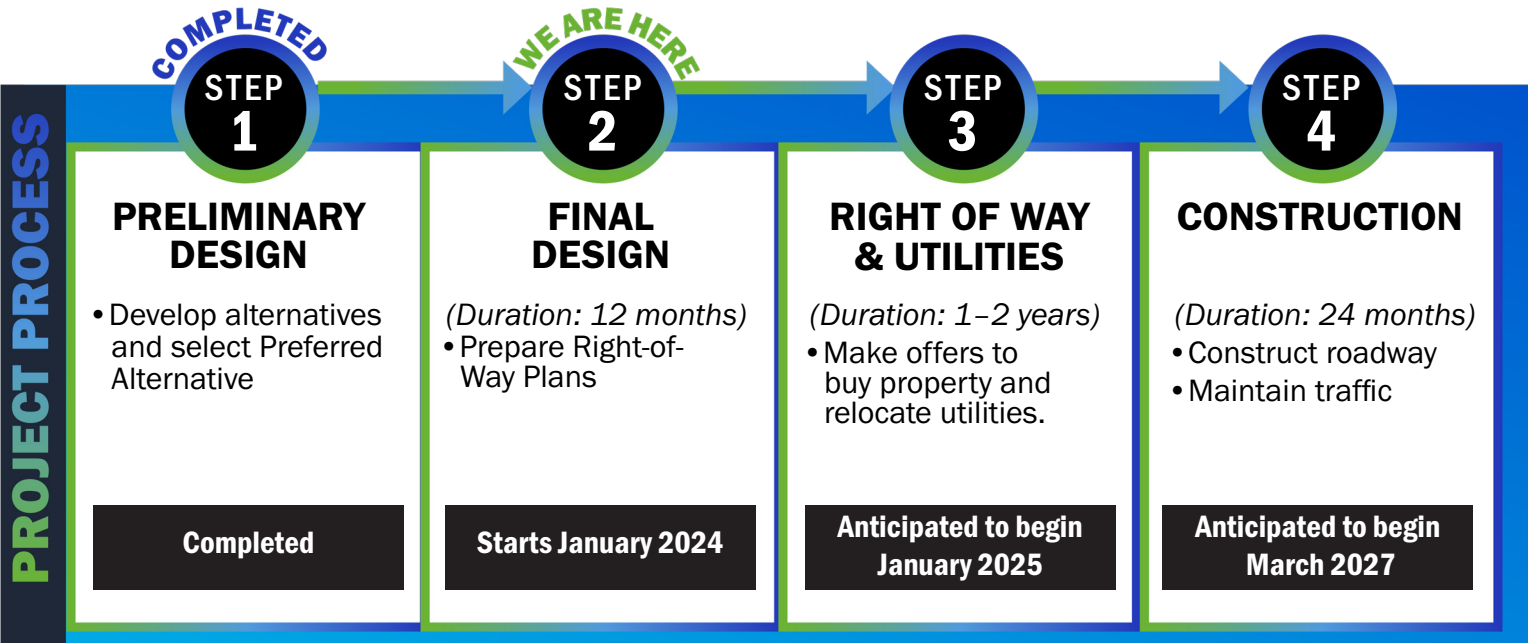 PROJECT PROCESS
COMPLETED
STEP
1
PRELIMINARY
DESIGN
•Develop alternatives
and select Preferred
Alternative
Completed
WE ARE HERE
STEP
2
FINAL
DESIGN
(Duration: 12 months)
•Prepare Right-of-
Way Plans
Starts January 2024
STEP
3
RIGHT OF WAY
& UTILITIES
(Duration: 1–2 years)
•Make offers to
buy property and
relocate utilities.
Anticipated to begin
January 2025
STEP
4
CONSTRUCTION
(Duration: 24 months)
•Construct roadway
•Maintain traffic
Anticipated to begin
March 2027